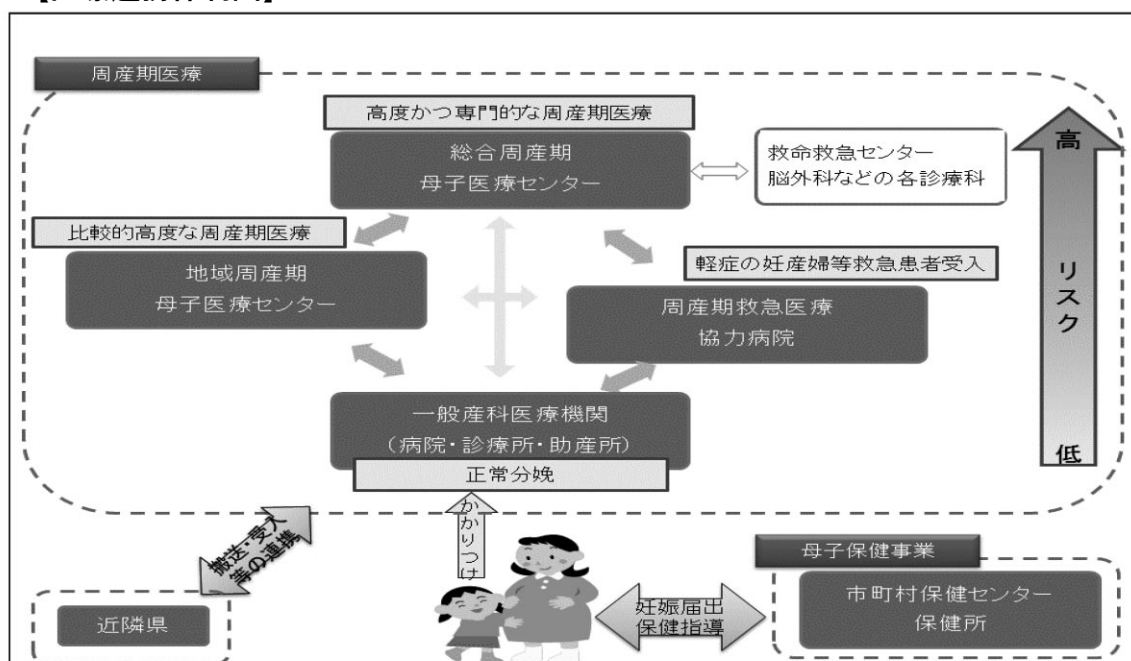 周産期医療
高度かつ専門的な周産期医療
総合周産期
母子医療センター
救命救急センター
脳外科などの各診療科
高
リスク
低
比較的高度な周産期医療
地域周産期
母子医療センター
軽症の妊産婦等救急患者受入
周産期救急医療
協力病院
一般産科医療機関
（病院・診療所・助産所）
正常分娩
かかりつけ
搬送・受入
等の連携
近隣県
妊娠届出
保健指導
母子保健事業
市町村保健センター
保健所